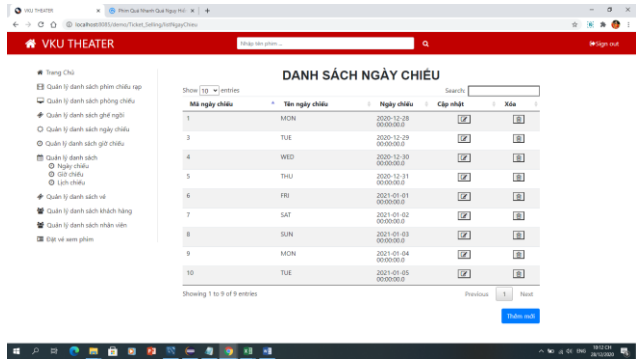 VKU THEATER
Phim Quá Nhanh Quá Nguy Hiể
localhost:8085/demo/Ticket_Selling/listNgayChieu
VKU THEATER
Nhập tên phim ...
Sign out
Trang Chủ
Quản lý danh sách phim chiếu rạp
Quản lý danh sách phòng chiếu
Quản lý danh sách ghế ngồi
Quản lý danh sách ngày chiếu
Quản lý danh sách giờ chiếu
Quản lý danh sách
Ngày chiếu
Giờ chiếu
Lịch chiếu
Quản lý danh sách vé
Quản lý danh sách khách hàng
Quản lý danh sách nhân viên
Đặt vé xem phim
DANH SÁCH NGÀY CHIẾU
Show 10 entries
Search:
Mã ngày chiếu Tên ngày chiếu Ngày chiếu Cập nhật Xóa
1 MON 2020-12-28 00:00:00.0
3 TUE 2020-12-29 00:00:00.0
4 WED 2020-12-30 00:00:00.0
5 THU 2020-12-31 00:00:00.0
6 FRI 2021-01-01 00:00:00.0
7 SAT 2021-01-02 00:00:00.0
8 SUN 2021-01-03 00:00:00.0
9 MON 2021-01-04 00:00:00.0
10 TUE 2021-01-05 00:00:00.0
Showing 1 to 9 of 9 entries
Previous 1 Next
Thêm mới
ENG
28/12/2020